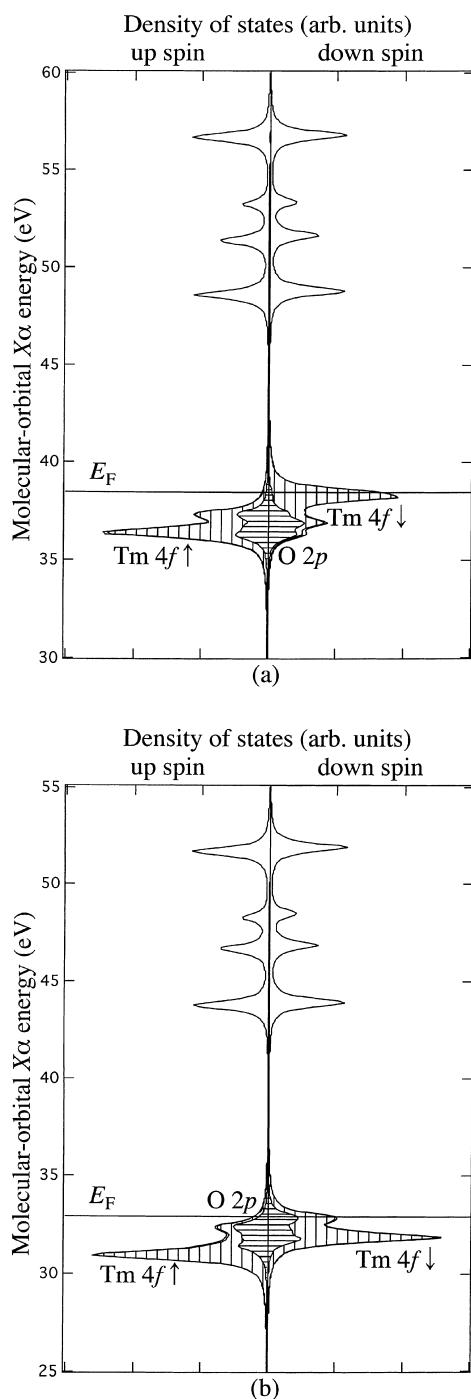 Density of states (arb. units)
up spin down spin
60
55
50
45
40
35
30
Molecular-orbital Xα energy (eV)
E_F
Tm 4f↓
Tm 4f↑ O 2p
(a)
Density of states (arb. units)
up spin down spin
55
50
45
40
35
30
25
Molecular-orbital Xα energy (eV)
E_F O 2p
Tm 4f↑ Tm 4f↓
(b)